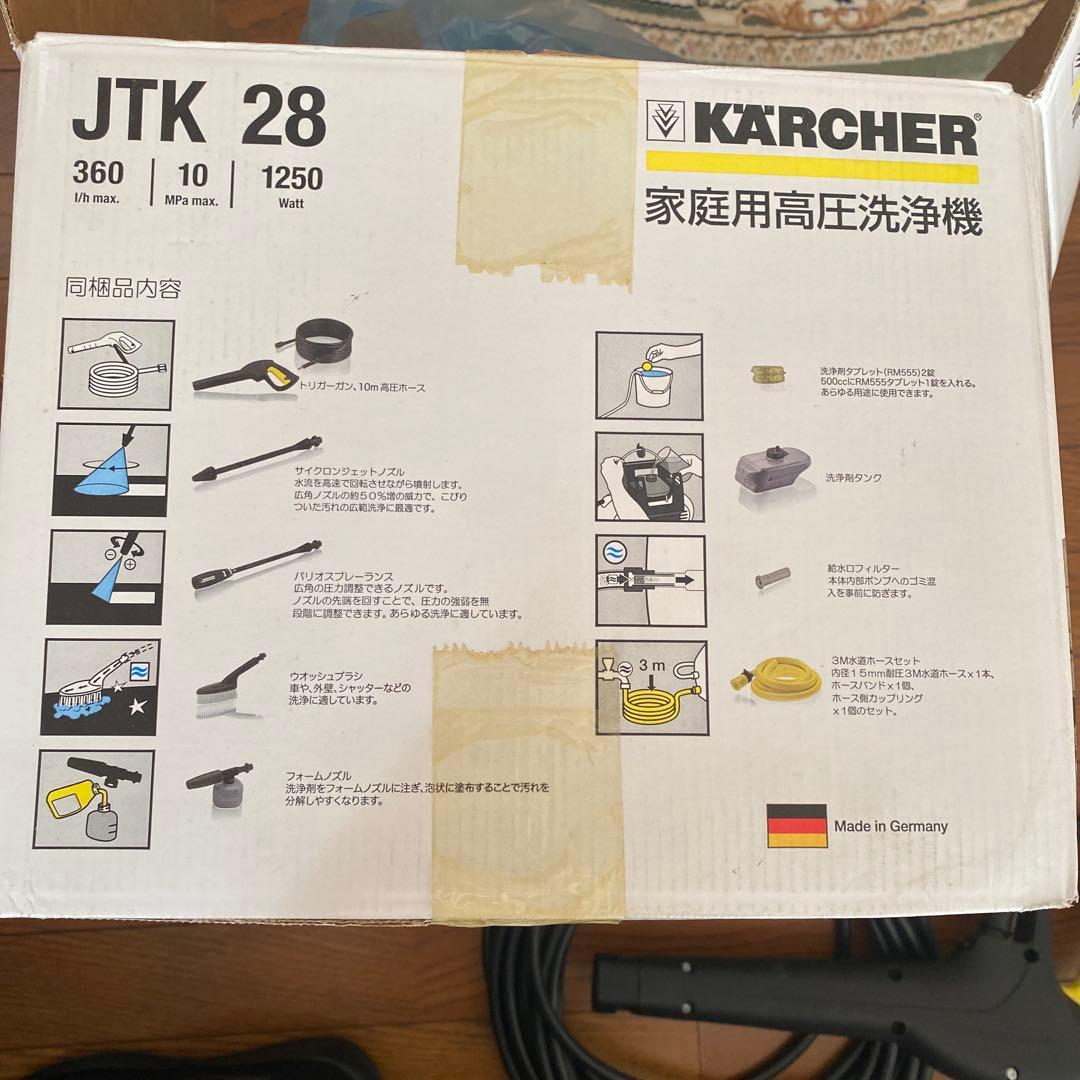 JTK 28
360 10 1250
l/h max. MPa max. Watt
KÄRCHER®
家庭用高圧洗浄機
同梱品内容
トリガーガン、10m高圧ホース
サイクロンジェットノズル
水流を高速で回転させながら噴射します。
広角ノズルの約50%増の威力で、こびり
ついた汚れの広範洗浄に最適です。
バリオスプレーランス
広角の圧力調整できるノズルです。
ノズルの先端を回すことで、圧力の強弱を無
段階に調整できます。あらゆる洗浄に適しています。
ウオッシュブラシ
車や、外壁、シャッターなどの
洗浄に適しています。
フォームノズル
洗浄剤をフォームノズルに注ぎ、泡状に塗布することで汚れを
分解しやすくなります。
洗浄剤タブレット(RM555)2錠
500ccにRM555タブレット1錠を入れる。
あらゆる用途に使用できます。
洗浄剤タンク
給水口フィルター
本体内部ポンプへのゴミ混
入を事前に防ぎます。
3 m
3M水道ホースセット
内径15mm耐圧3M水道ホースx1本、
ホースバンドx1個、
ホース側カップリング
x1個のセット。
Made in Germany